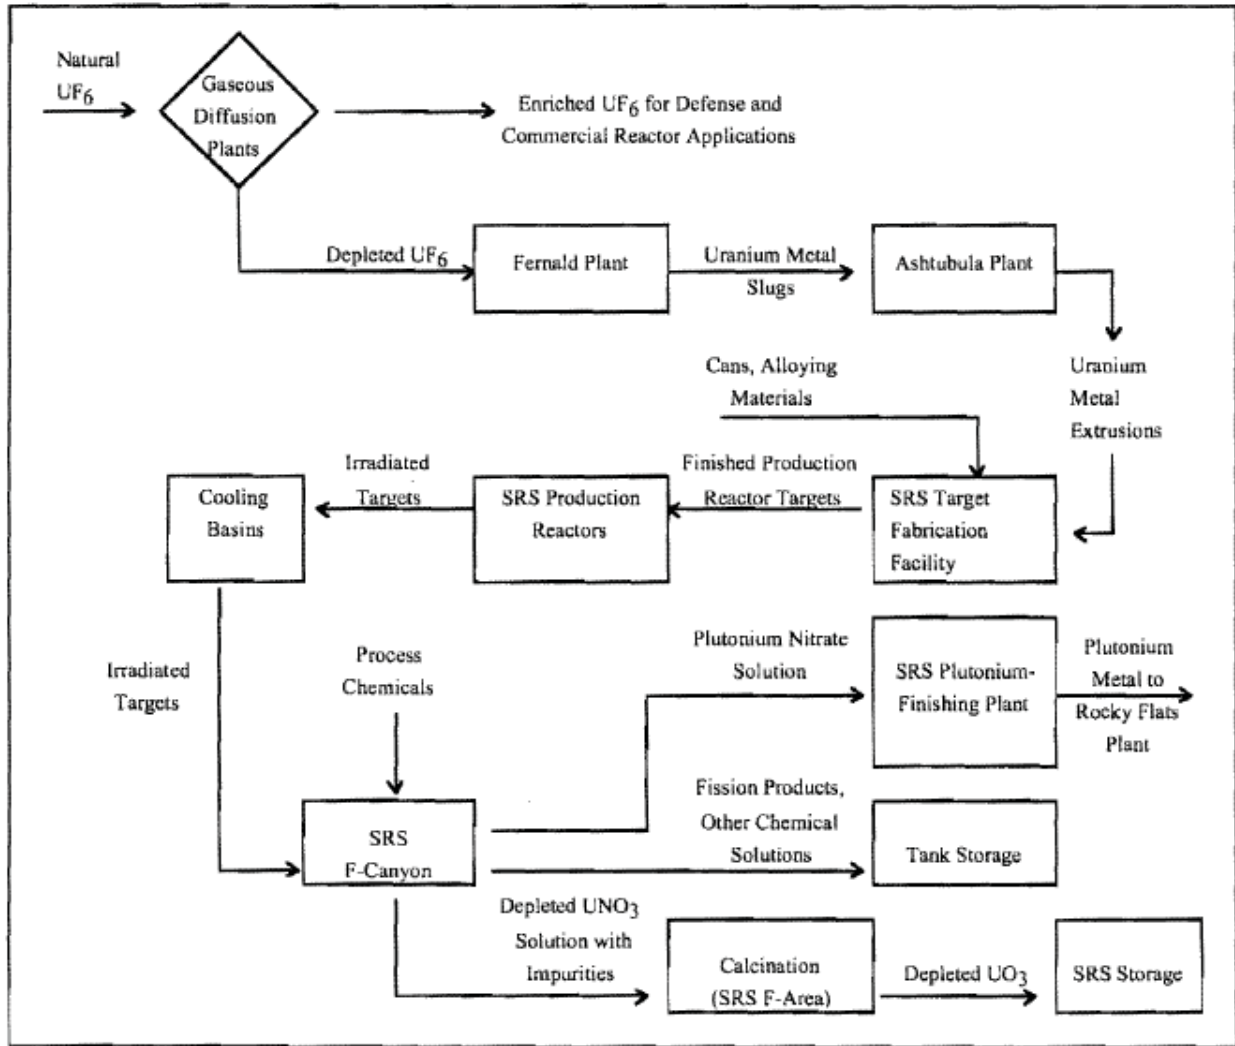 Natural
UF6
Gaseous
Diffusion
Plants
Enriched UF6 for Defense and
Commercial Reactor Applications
Depleted UF6
Fernald Plant
Uranium Metal
Slugs
Ashtubula Plant
Cans, Alloying
Materials
Uranium
Metal
Extrusions
Cooling
Basins
Irradiated
Targets
SRS Production
Reactors
Finished Production
Reactor Targets
SRS Target
Fabrication
Facility
Irradiated
Targets
Process
Chemicals
Plutonium Nitrate
Solution
SRS Plutonium-
Finishing Plant
Plutonium
Metal to
Rocky Flats
Plant
SRS
F-Canyon
Fission Products,
Other Chemical
Solutions
Tank Storage
Depleted UNO3
Solution with
Impurities
Calcination
(SRS F-Area)
Depleted UO3
SRS Storage